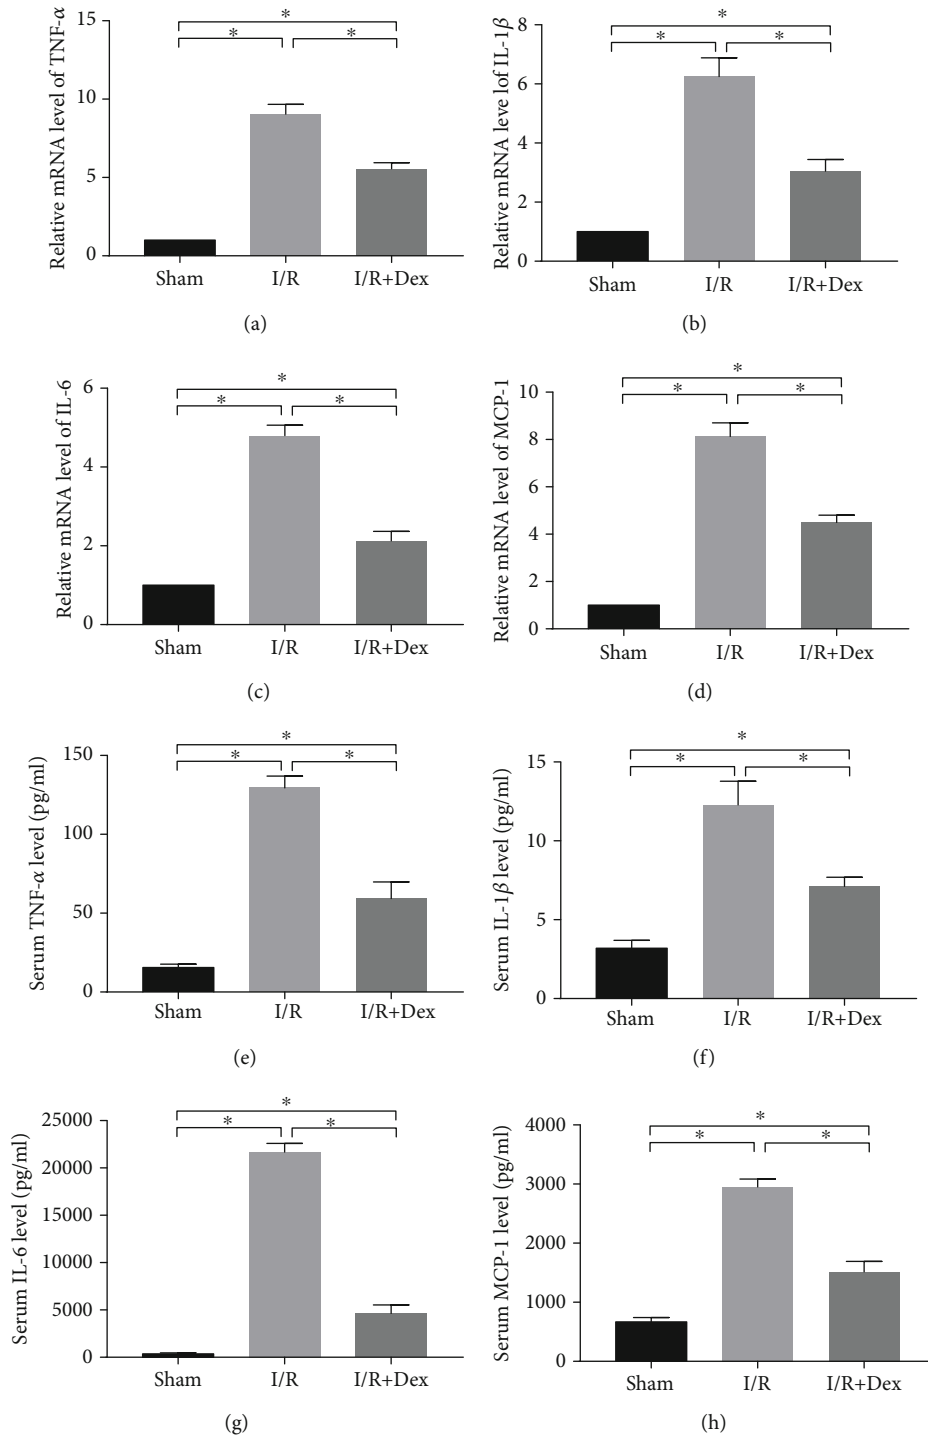 Relative mRNA level of TNF-α
15
10
5
0
*
*
*
Sham
I/R
I/R+Dex
(a)
Relative mRNA lelof of IL-1β
8
6
4
2
0
*
*
*
Sham
I/R
I/R+Dex
(b)
Relative mRNA level of IL-6
6
4
2
0
*
*
*
Sham
I/R
I/R+Dex
(c)
Relative mRNA level of MCP-1
10
8
6
4
2
0
*
*
*
Sham
I/R
I/R+Dex
(d)
Serum TNF-α level (pg/ml)
150
100
50
0
*
*
*
Sham
I/R
I/R+Dex
(e)
Serum IL-1β level (pg/ml)
15
10
5
0
*
*
*
Sham
I/R
I/R+Dex
(f)
Serum IL-6 level (pg/ml)
25000
20000
15000
10000
5000
0
*
*
*
Sham
I/R
I/R+Dex
(g)
Serum MCP-1 level (pg/ml)
4000
3000
2000
1000
0
*
*
*
Sham
I/R
I/R+Dex
(h)